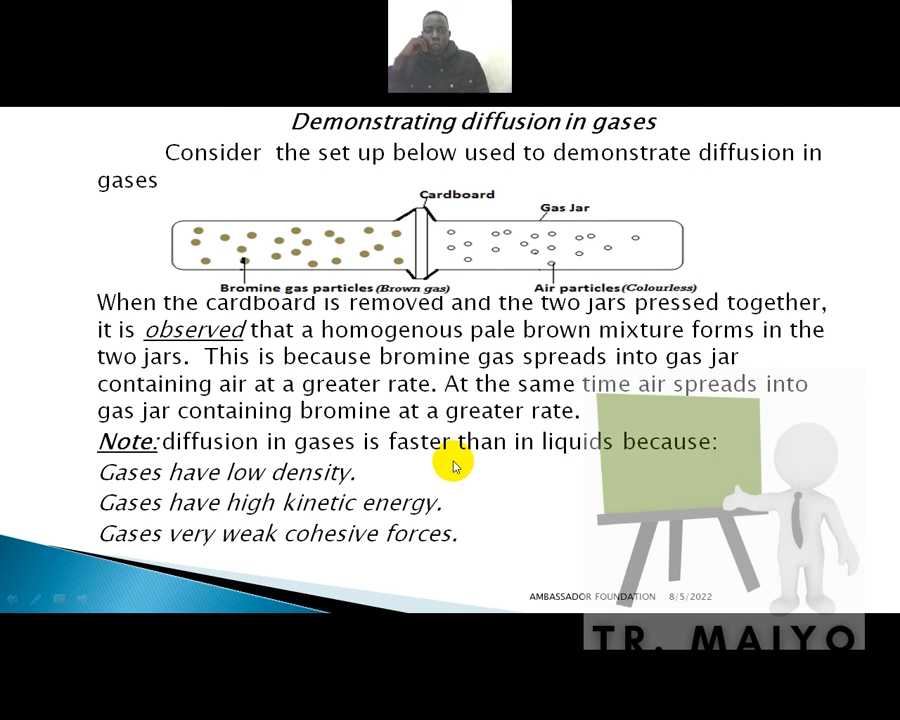 Demonstrating diffusion in gases
Consider the set up below used to demonstrate diffusion in
gases
Cardboard
Gas Jar
Bromine gas particles(Brown gas)
Air particles(Colourless)
When the cardboard is removed and the two jars pressed together,
it is observed that a homogenous pale brown mixture forms in the
two jars. This is because bromine gas spreads into gas jar
containing air at a greater rate. At the same time air spreads into
gas jar containing bromine at a greater rate.
Note: diffusion in gases is faster than in liquids because:
Gases have low density.
Gases have high kinetic energy.
Gases very weak cohesive forces.
AMBASSADOR FOUNDATION 8/5/2022
TR. MAIYO